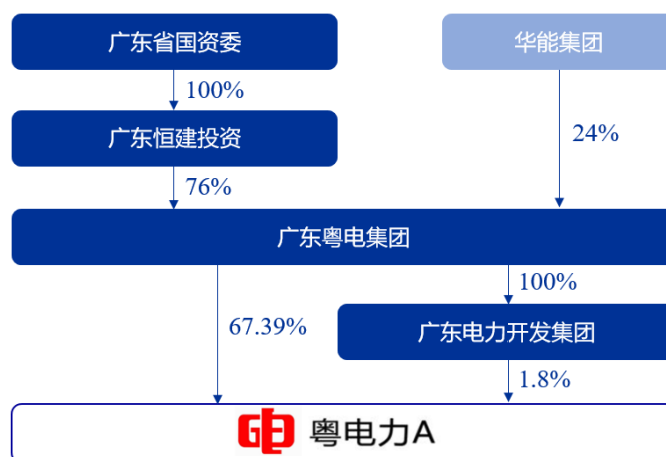 广东省国资委
华能集团
100%
广东恒建投资
24%
76%
广东粤电集团
100%
67.39%
广东电力开发集团
1.8%
粤电力A